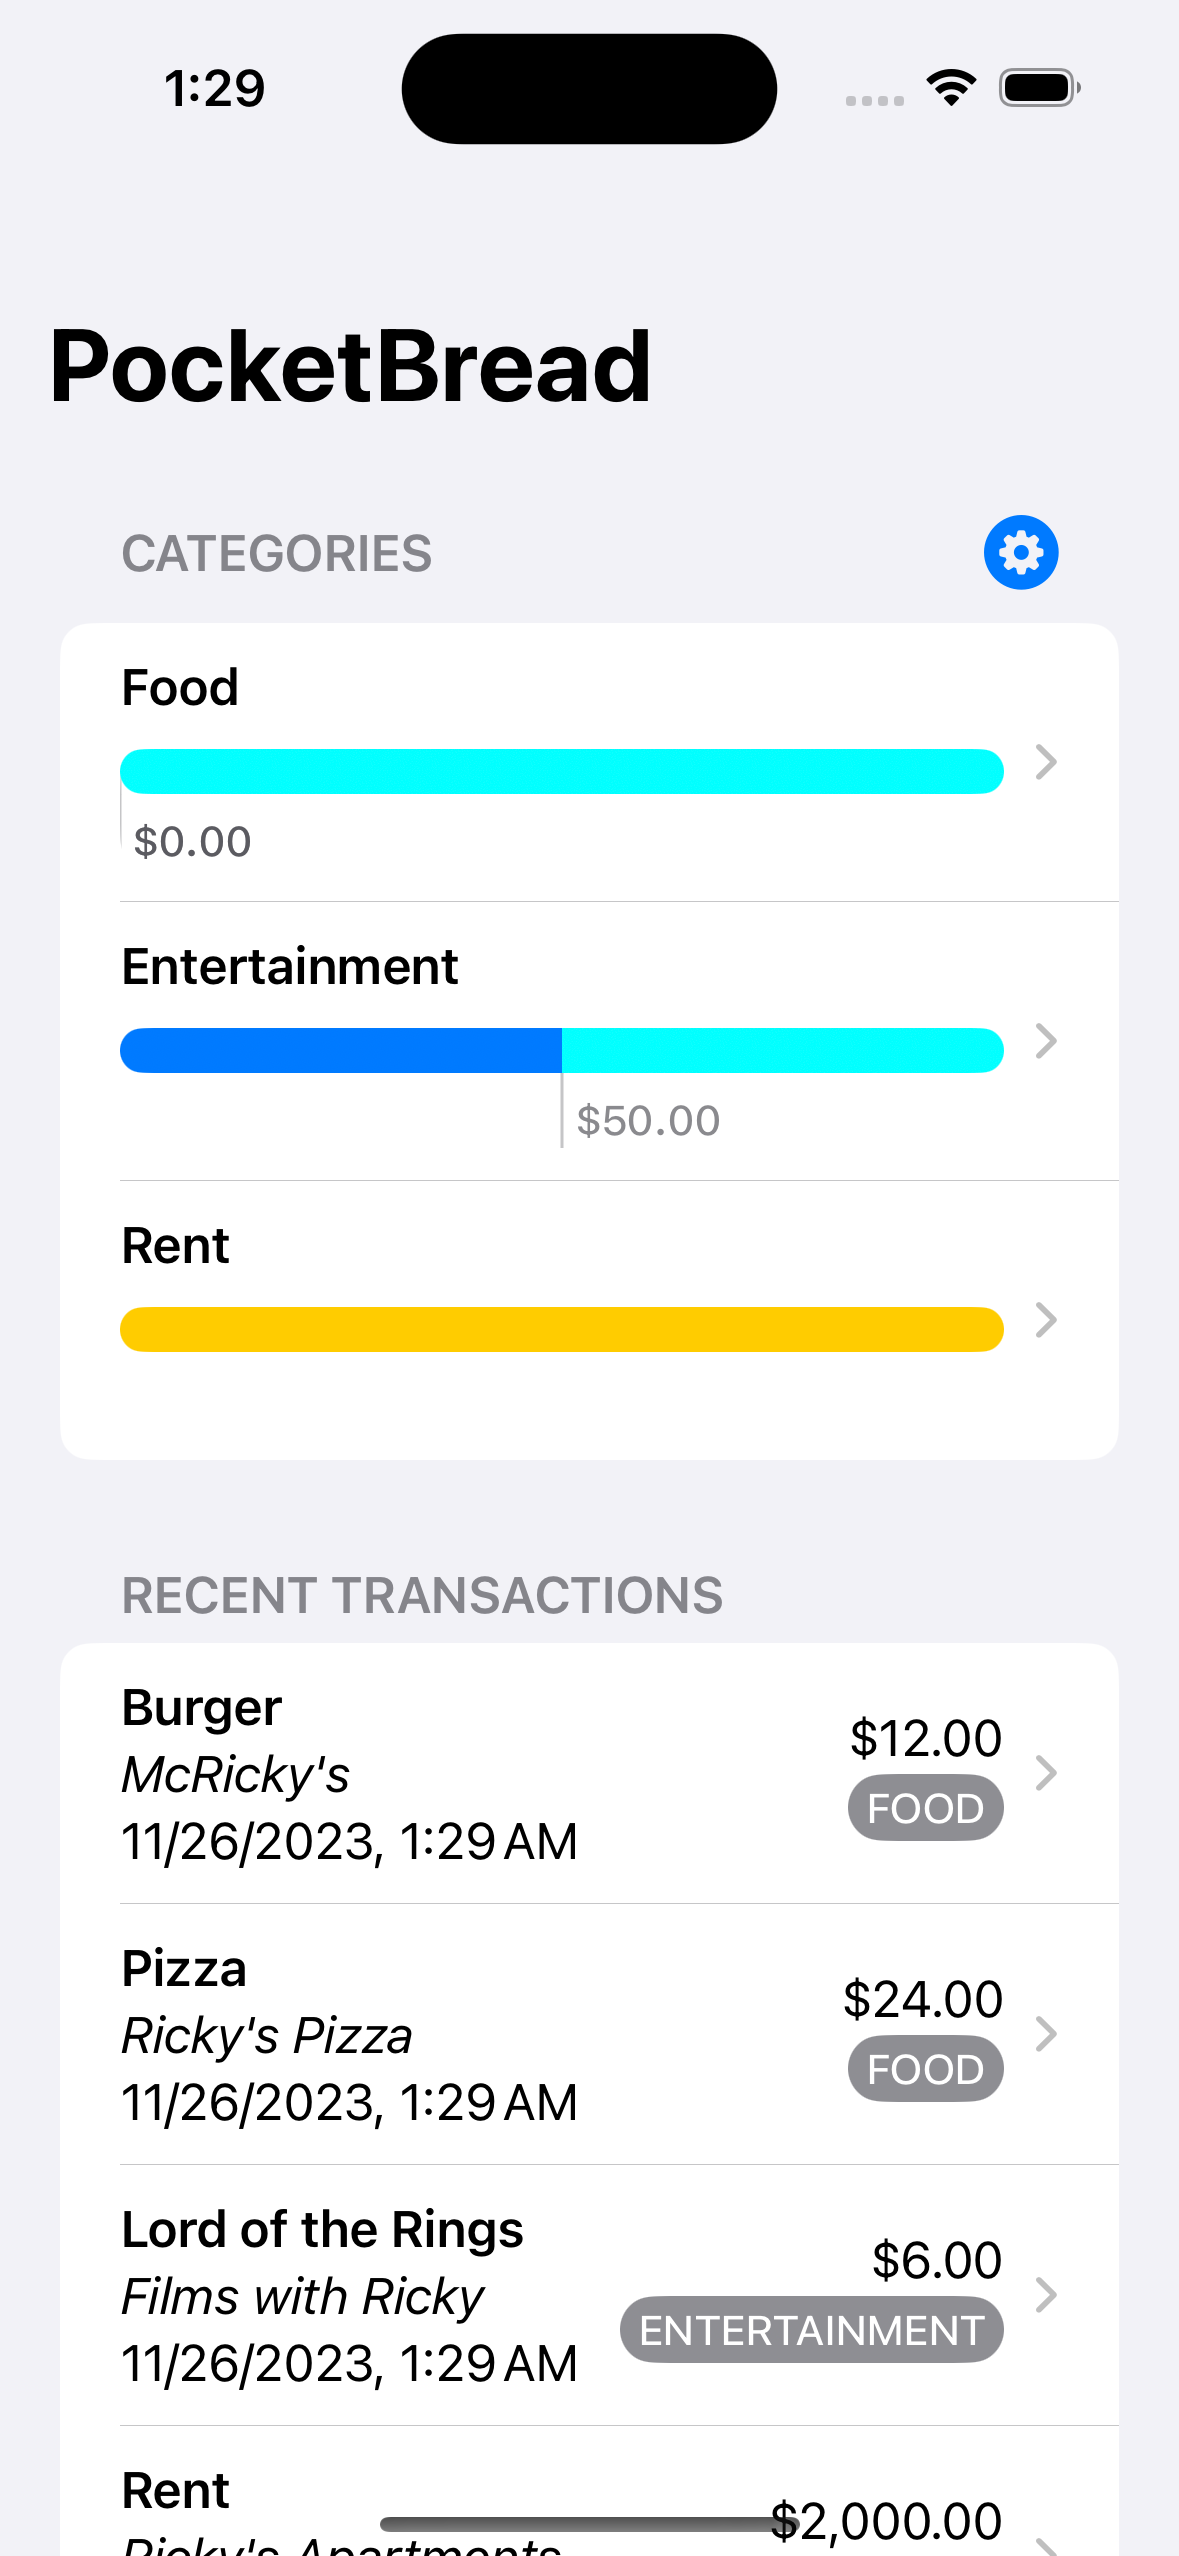 1:29
PocketBread
CATEGORIES
Food
$0.00
Entertainment
$50.00
Rent
RECENT TRANSACTIONS
Burger
McRicky's
11/26/2023, 1:29 AM
$12.00
FOOD
Pizza
Ricky's Pizza
11/26/2023, 1:29 AM
$24.00
FOOD
Lord of the Rings
Films with Ricky
11/26/2023, 1:29 AM
$6.00
ENTERTAINMENT
Rent
Ricky's Apartments
$2,000.00